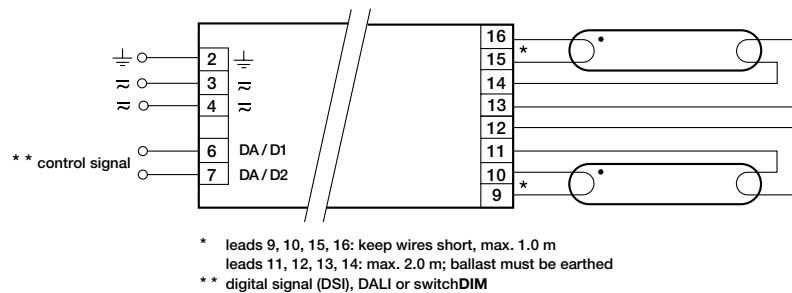 16
15 *
14
13
12
11
10
9 *
⏚ 2 ⏚
≂ 3 ≂
≂ 4 ≂
* * control signal
6 DA / D1
7 DA / D2
* leads 9, 10, 15, 16: keep wires short, max. 1.0 m
leads 11, 12, 13, 14: max. 2.0 m; ballast must be earthed
* * digital signal (DSI), DALI or switchDIM